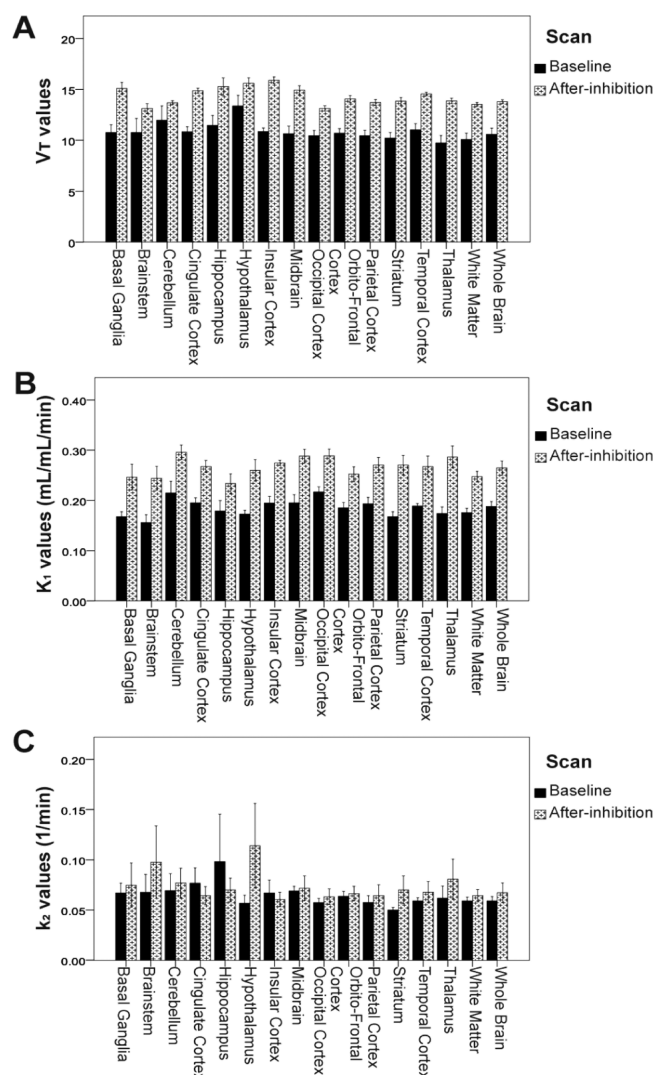 A
VT values
20
15
10
5
0
Scan
Baseline
After-inhibition
Basal Ganglia
Brainstem
Cerebellum
Cingulate Cortex
Hippocampus
Hypothalamus
Insular Cortex
Midbrain
Occipital Cortex
Cortex
Orbito-Frontal
Parietal Cortex
Striatum
Temporal Cortex
Thalamus
White Matter
Whole Brain
B
K1 values (mL/mL/min)
0.40
0.30
0.20
0.10
0.00
Scan
Baseline
After-inhibition
Basal Ganglia
Brainstem
Cerebellum
Cingulate Cortex
Hippocampus
Hypothalamus
Insular Cortex
Midbrain
Occipital Cortex
Cortex
Orbito-Frontal
Parietal Cortex
Striatum
Temporal Cortex
Thalamus
White Matter
Whole Brain
C
k2 values (1/min)
0.20
0.15
0.10
0.05
0.00
Scan
Baseline
After-inhibition
Basal Ganglia
Brainstem
Cerebellum
Cingulate Cortex
Hippocampus
Hypothalamus
Insular Cortex
Midbrain
Occipital Cortex
Cortex
Orbito-Frontal
Parietal Cortex
Striatum
Temporal Cortex
Thalamus
White Matter
Whole Brain